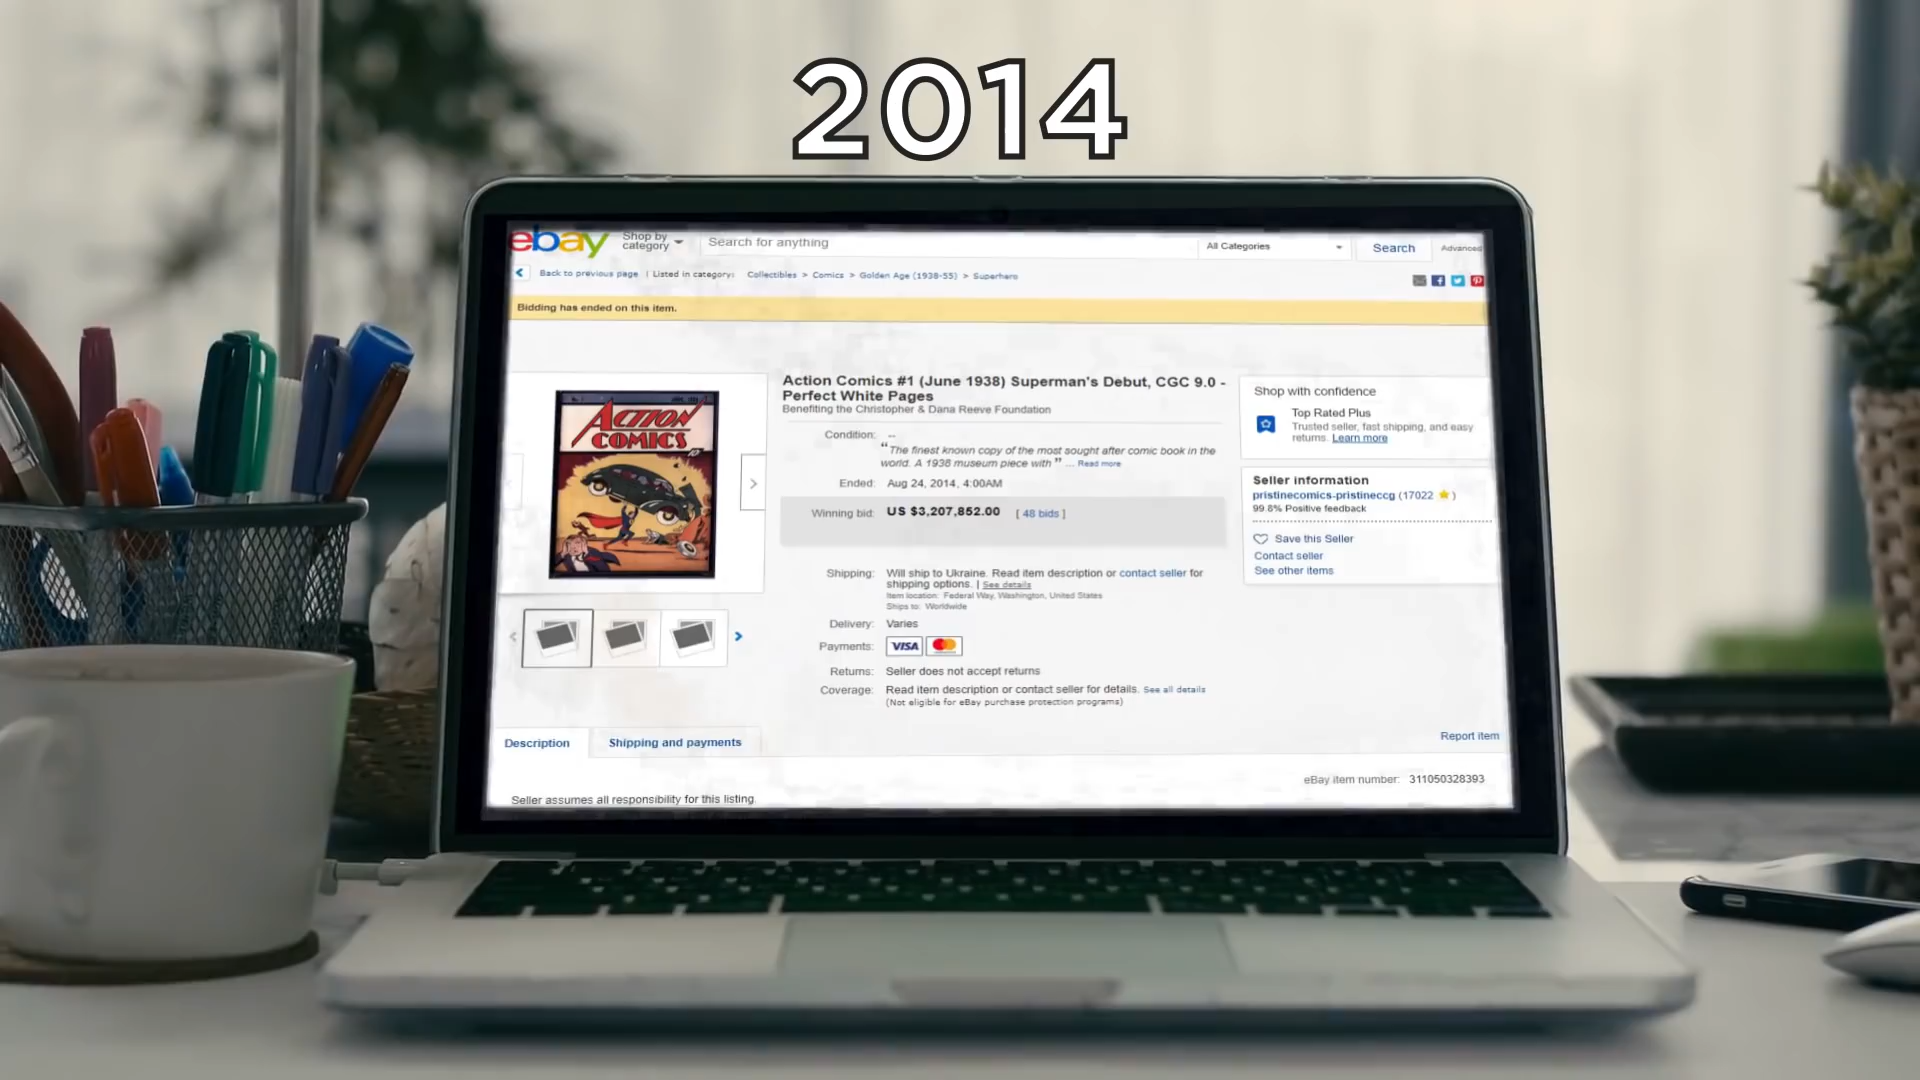 2014
ebay
Shop by
category
Search for anything
All Categories
Search
Advanced
Back to previous page | Listed in category: Collectibles > Comics > Golden Age (1938-55) > Superhero
Bidding has ended on this item.
ACTION
COMICS
Action Comics #1 (June 1938) Superman's Debut, CGC 9.0 -
Perfect White Pages
Benefiting the Christopher & Dana Reeve Foundation
Condition: --
“The finest known copy of the most sought after comic book in the
world. A 1938 museum piece with ” ... Read more
Ended: Aug 24, 2014, 4:00AM
Winning bid: US $3,207,852.00 [ 48 bids ]
Shipping: Will ship to Ukraine. Read item description or contact seller for
shipping options. | See details
Item location: Federal Way, Washington, United States
Ships to: Worldwide
Delivery: Varies
Payments: VISA
Returns: Seller does not accept returns
Coverage: Read item description or contact seller for details. See all details
(Not eligible for eBay purchase protection programs)
Shop with confidence
Top Rated Plus
Trusted seller, fast shipping, and easy
returns. Learn more
Seller information
pristinecomics-pristineccg (17022 )
99.8% Positive feedback
Save this Seller
Contact seller
See other items
Description
Shipping and payments
Report item
eBay item number: 311050328393
Seller assumes all responsibility for this listing.